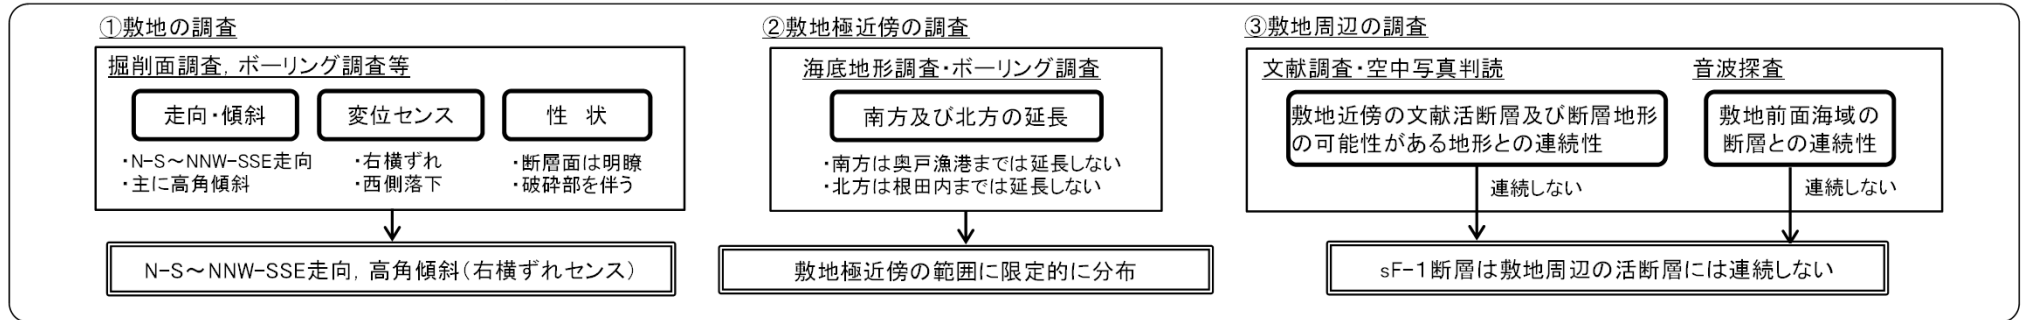 ①敷地の調査
掘削面調査，ボーリング調査等
走向・傾斜
・N-S～NNW-SSE走向
・主に高角傾斜
変位センス
・右横ずれ
・西側落下
性　状
・断層面は明瞭
・破砕部を伴う
N-S～NNW-SSE走向，高角傾斜（右横ずれセンス）
②敷地極近傍の調査
海底地形調査・ボーリング調査
南方及び北方の延長
・南方は奥戸漁港までは延長しない
・北方は根田内までは延長しない
敷地極近傍の範囲に限定的に分布
③敷地周辺の調査
文献調査・空中写真判読
敷地近傍の文献活断層及び断層地形
の可能性がある地形との連続性
連続しない
音波探査
敷地前面海域の
断層との連続性
連続しない
sF-1断層は敷地周辺の活断層には連続しない